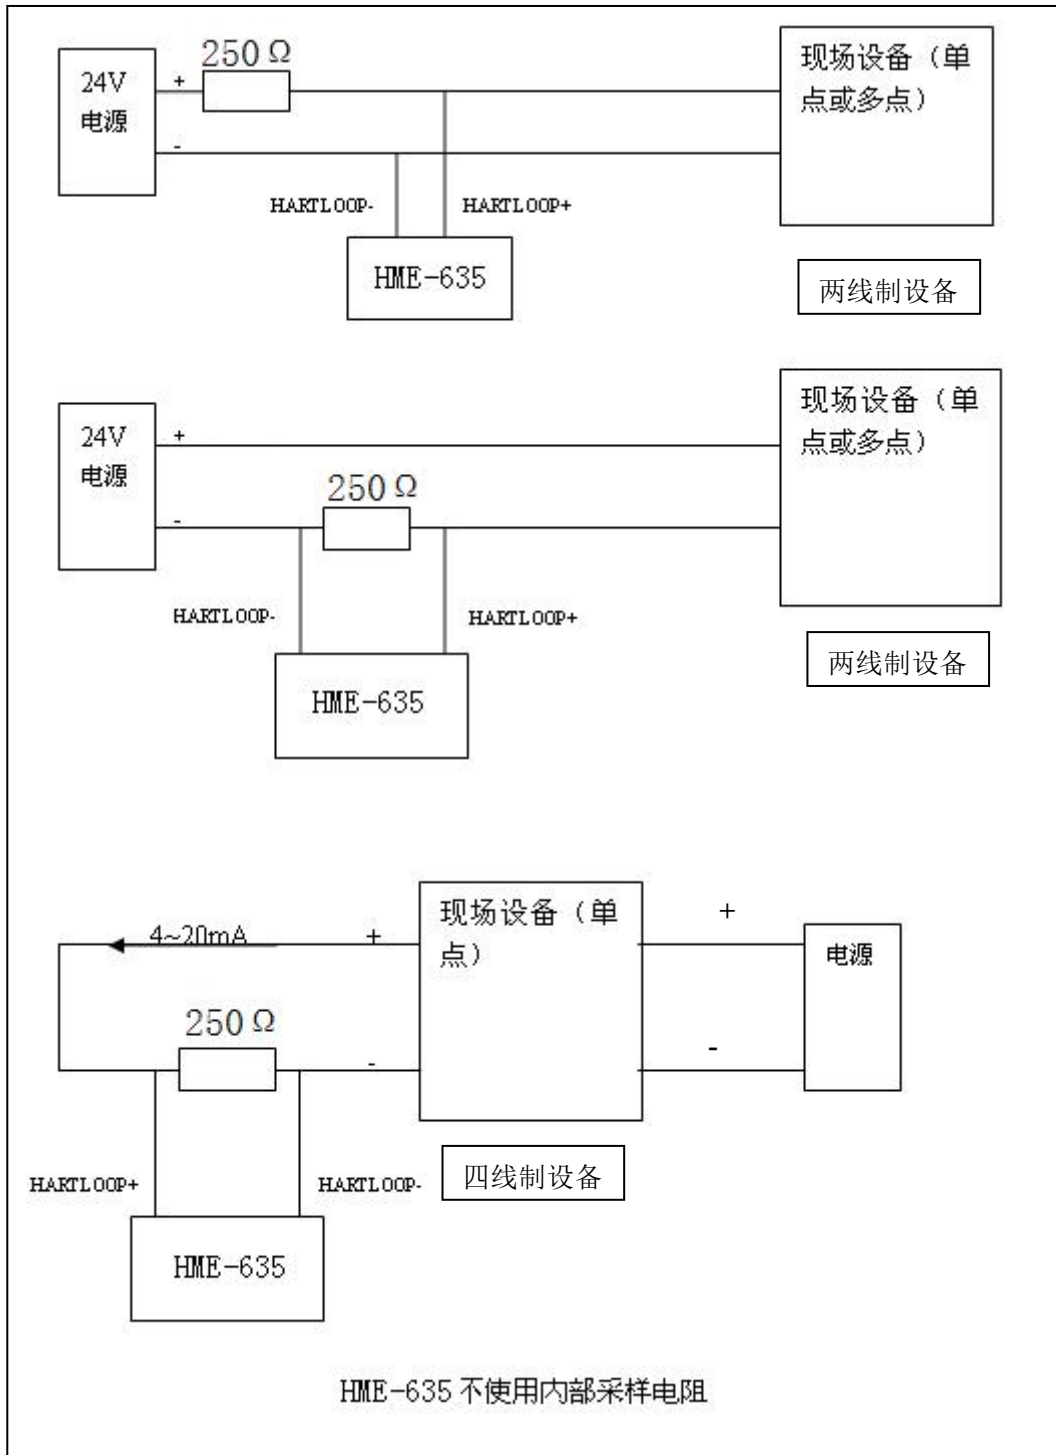 250Ω
24V
电源
+
-
现场设备（单
点或多点）
HARTLOOP-
HARTLOOP+
HME-635
两线制设备
24V
电源
+
-
250Ω
现场设备（单
点或多点）
HARTLOOP-
HARTLOOP+
HME-635
两线制设备
4~20mA
+
现场设备（单
点）
+
电源
250Ω
-
-
四线制设备
HARTLOOP+
HARTLOOP-
HME-635
HME-635 不使用内部采样电阻